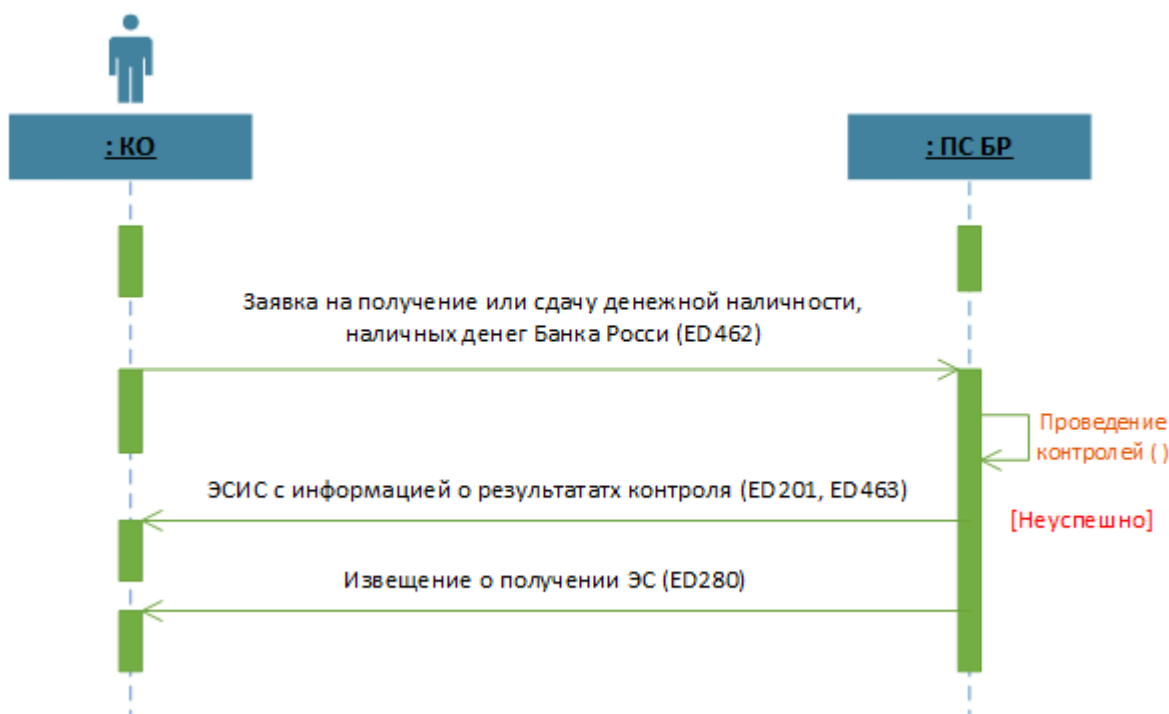 : КО
: ПС БР
Заявка на получение или сдачу денежной наличности,
наличных денег Банка Росси (ED462)
Проведение
контролей ( )
ЭСИС с информацией о результататх контроля (ED201, ED463)
[Неуспешно]
Извещение о получении ЭС (ED280)